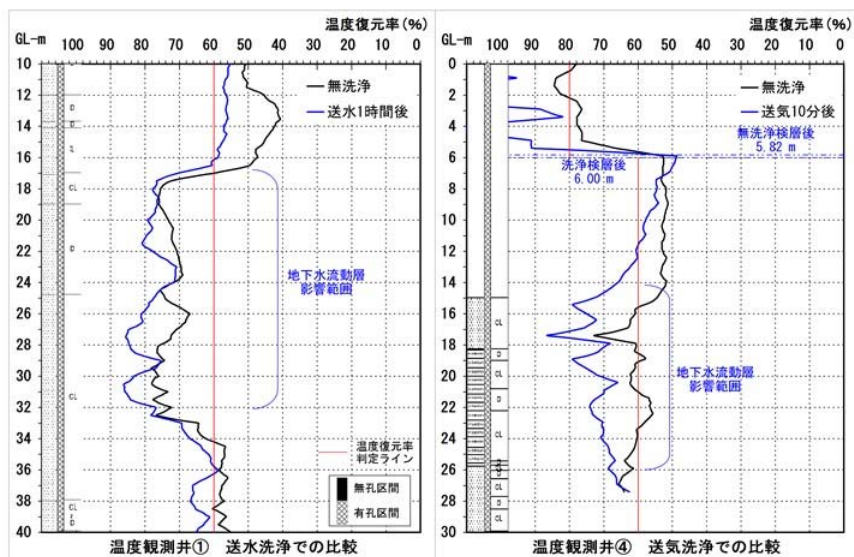 温度復元率(%)
GL-m 100 90 80 70 60 50 40 30 20 10 0
10
12
14
16
18
20
22
24
26
28
30
32
34
36
38
40
D
D
CL
D
CL
CL
D
無洗浄
送水1時間後
地下水流動層
影響範囲
温度復元率
判定ライン
無孔区間
有孔区間
温度観測井① 送水洗浄での比較
温度復元率(%)
GL-m 100 90 80 70 60 50 40 30 20 10 0
0
2
4
6
8
10
12
14
16
18
20
22
24
26
28
30
無洗浄
送気10分後
無洗浄検層後
5.82 m
洗浄検層後
6.00 m
CL
D
CL
D
CL
CL
D
CL
地下水流動層
影響範囲
温度観測井④ 送気洗浄での比較